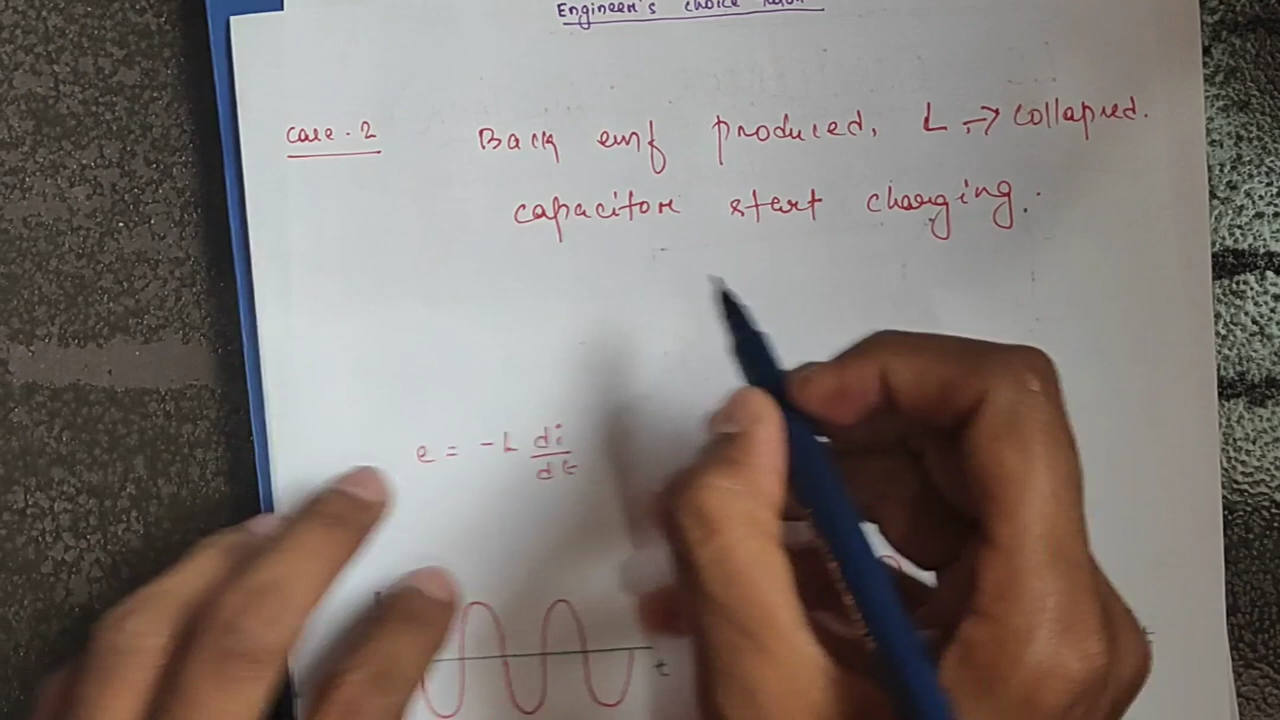 Engineer's choice
Case-2
Back emf produced, L → collapsed.
capacitor start charging.
e = -L di/dt
t
t